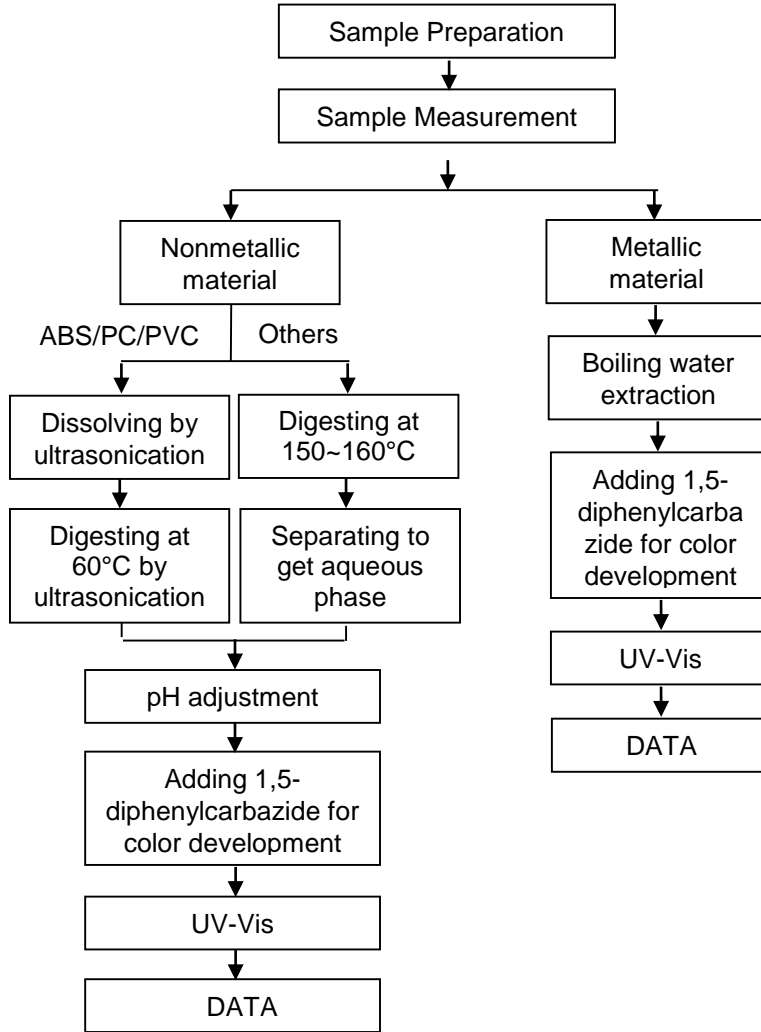 Sample Preparation
Sample Measurement
Nonmetallic
material
ABS/PC/PVC
Others
Dissolving by
ultrasonication
Digesting at
150~160°C
Digesting at
60°C by
ultrasonication
Separating to
get aqueous
phase
pH adjustment
Adding 1,5-
diphenylcarbazide for
color development
UV-Vis
DATA
Metallic
material
Boiling water
extraction
Adding 1,5-
diphenylcarba
zide for color
development
UV-Vis
DATA